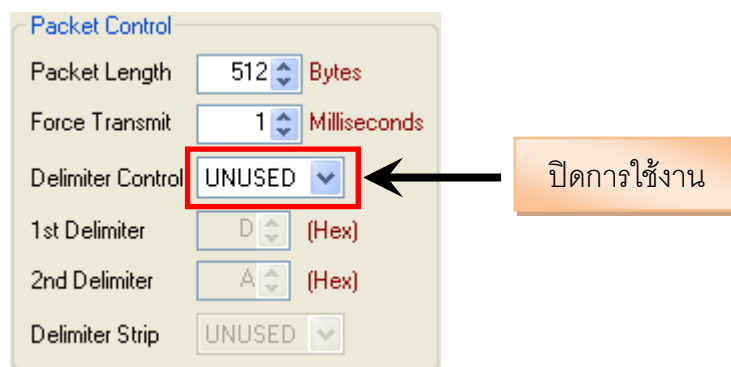 Packet Control
Packet Length 512 Bytes
Force Transmit 1 Milliseconds
Delimiter Control UNUSED ปิดการใช้งาน
1st Delimiter D (Hex)
2nd Delimiter A (Hex)
Delimiter Strip UNUSED